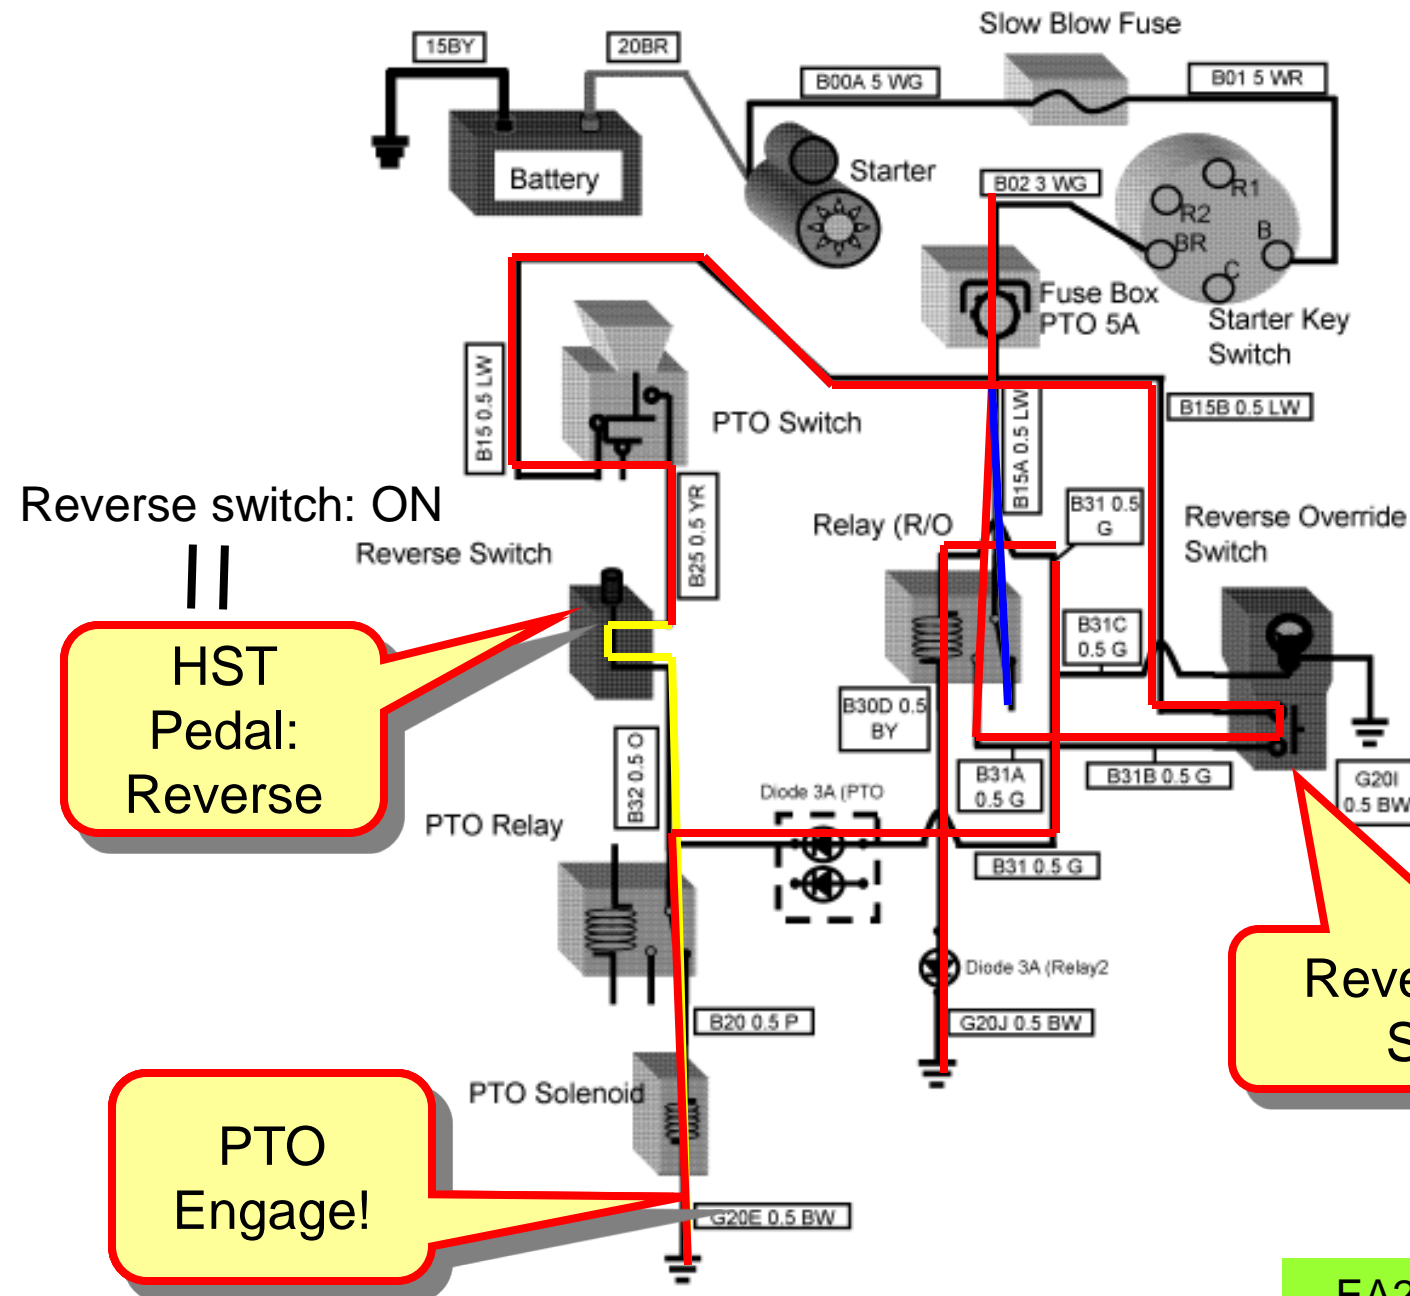 Slow Blow Fuse
15BY
20BR
B00A 5 WG
B01 5 WR
Battery
Starter
B02 3 WG
R1
R2
BR
B
C
Fuse Box
PTO 5A
Starter Key
Switch
B15 0.5 LW
PTO Switch
B15A 0.5 LW
B15B 0.5 LW
Reverse switch: ON
Reverse Switch
B25 0.5 YR
Relay (R/O
B31 0.5
G
Reverse Override
Switch
HST
Pedal:
Reverse
B31C
0.5 G
B30D 0.5
BY
B32 0.5 O
B31A
0.5 G
B31B 0.5 G
G20I
0.5 BW
Diode 3A (PTO
PTO Relay
B31 0.5 G
Diode 3A (Relay2
B20 0.5 P
G20J 0.5 BW
PTO Solenoid
PTO
Engage!
G20E 0.5 BW